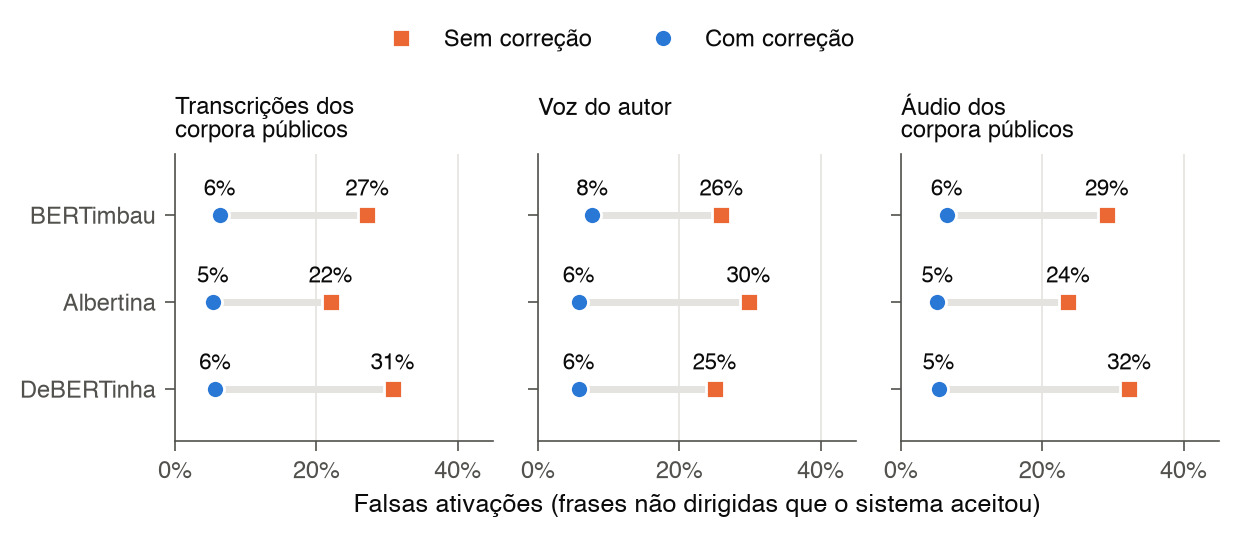 Sem correção
Com correção
Transcrições dos
corpora públicos
Voz do autor
Áudio dos
corpora públicos
BERTimbau
6%
27%
8%
26%
6%
29%
Albertina
5%
22%
6%
30%
5%
24%
DeBERTinha
6%
31%
6%
25%
5%
32%
0%
20%
40%
0%
20%
40%
0%
20%
40%
Falsas ativações (frases não dirigidas que o sistema aceitou)